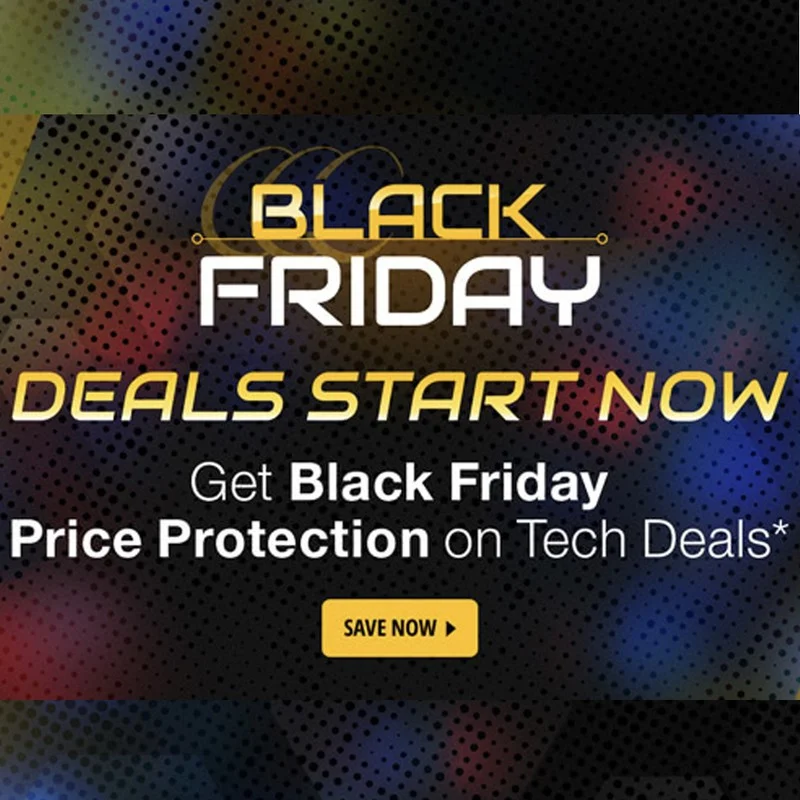 BLACK
FRIDAY
DEALS START NOW
Get Black Friday
Price Protection on Tech Deals*
SAVE NOW